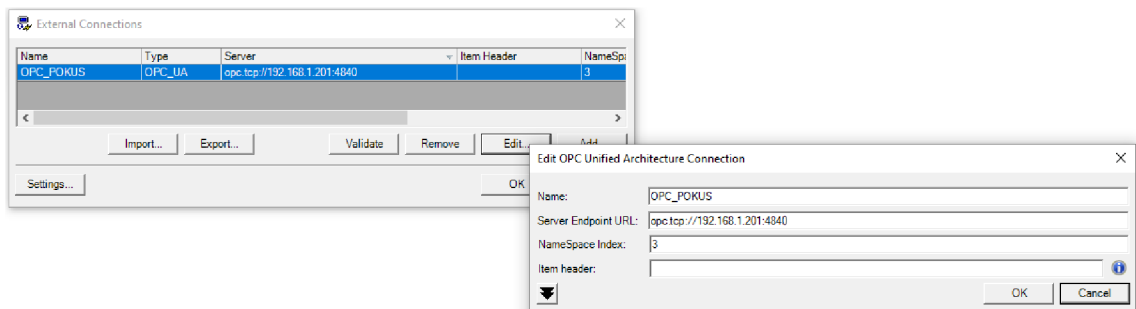 External Connections
Name Type Server Item Header NameSp
OPC_POKUS OPC_UA opc.tcp://192.168.1.201:4840 3
Import... Export... Validate Remove Edit... Add
Settings... OK
Edit OPC Unified Architecture Connection
Name: OPC_POKUS
Server Endpoint URL: opc.tcp://192.168.1.201:4840
NameSpace Index: 3
Item header:
OK Cancel